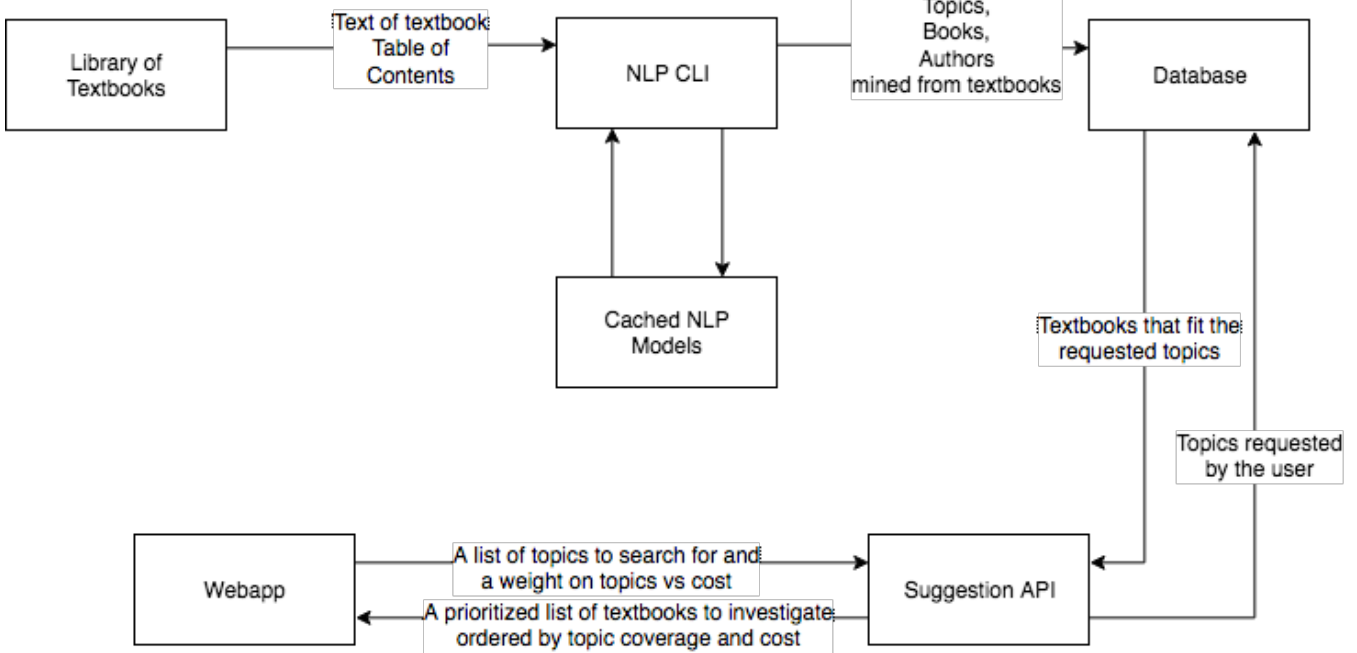 Library of
Textbooks
Text of textbook
Table of
Contents
NLP CLI
Topics,
Books,
Authors
mined from textbooks
Database
Cached NLP
Models
Textbooks that fit the
requested topics
Topics requested
by the user
Webapp
A list of topics to search for and
a weight on topics vs cost
A prioritized list of textbooks to investigate
ordered by topic coverage and cost
Suggestion API